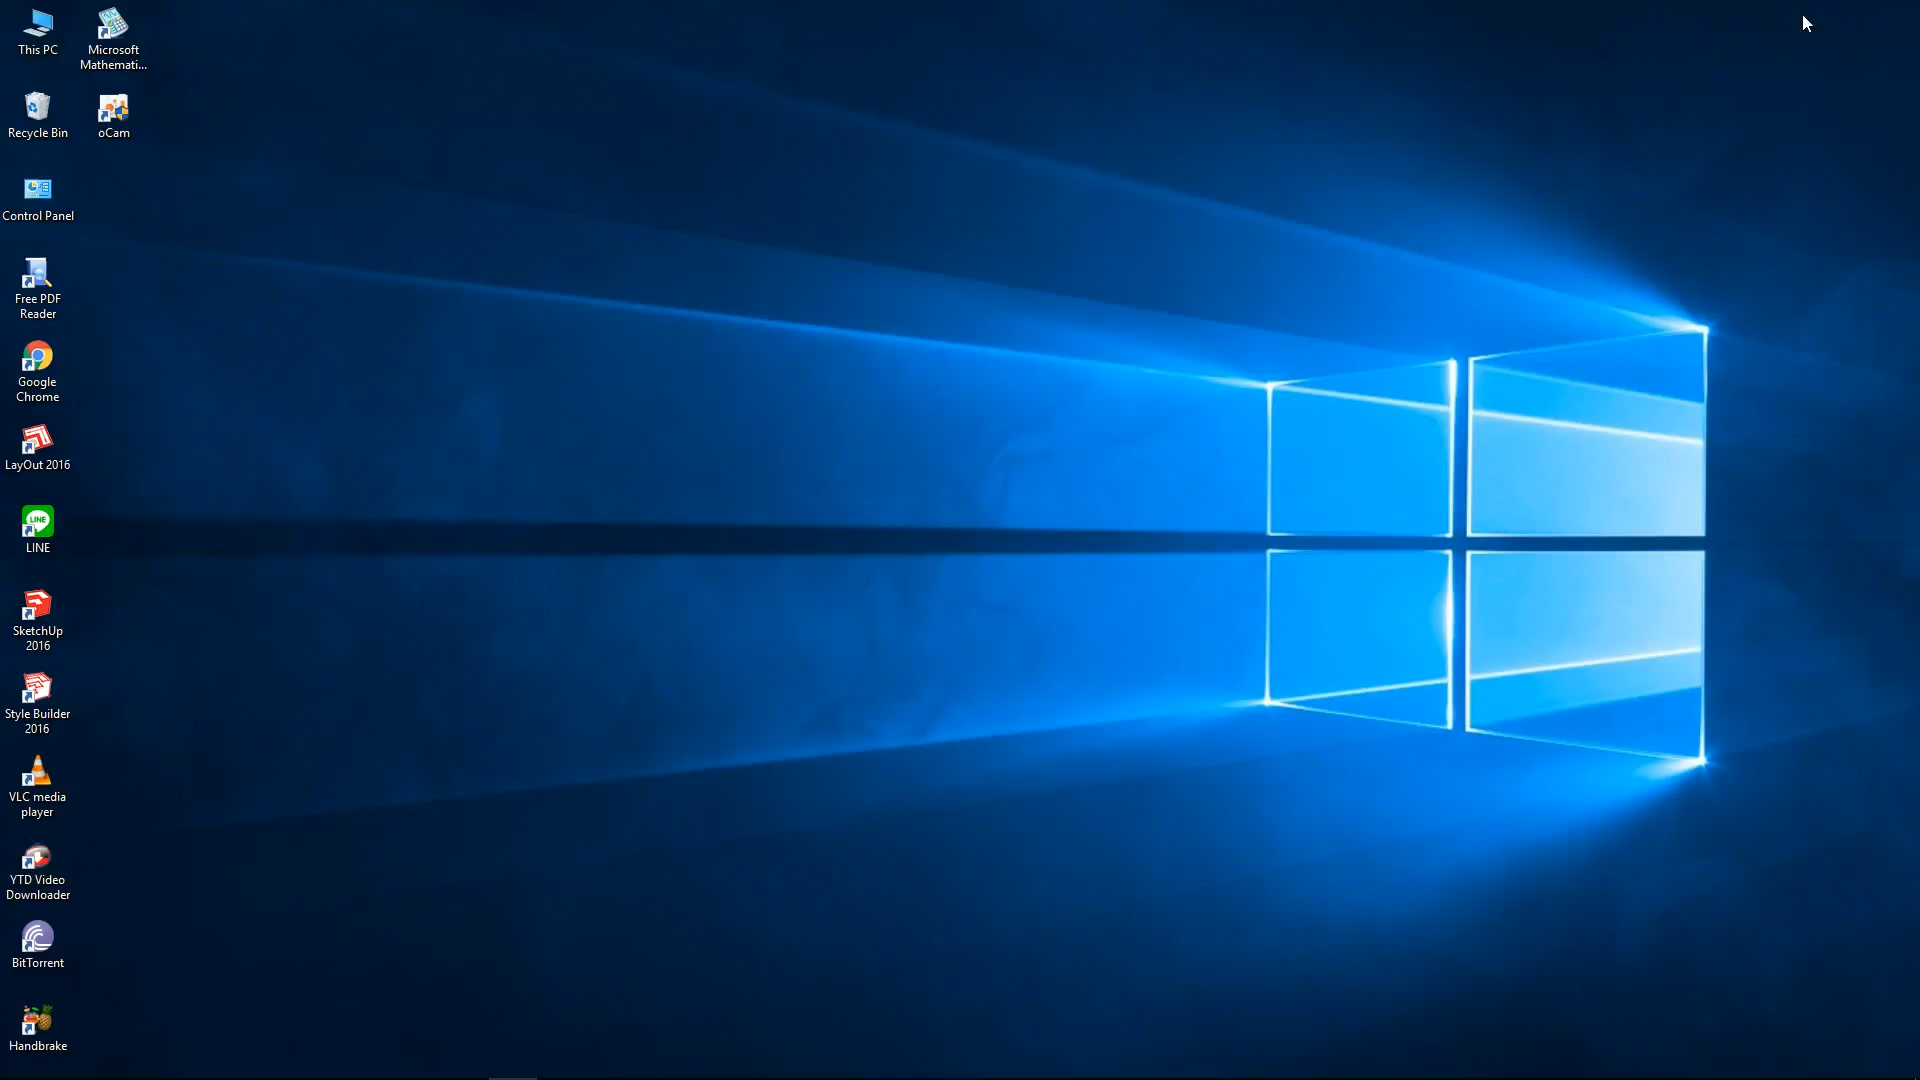 This PC
Microsoft
Mathemati...
Recycle Bin
oCam
Control Panel
Free PDF
Reader
Google
Chrome
LayOut 2016
LINE
LINE
SketchUp
2016
Style Builder
2016
VLC media
player
YTD Video
Downloader
BitTorrent
Handbrake